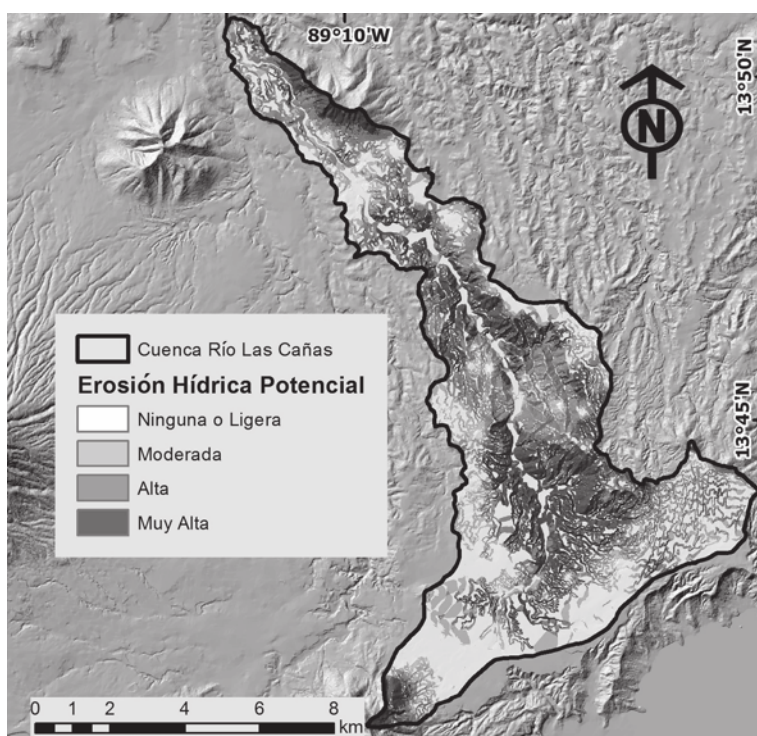 89°10'W
13°50'N
N
Cuenca Río Las Cañas
Erosión Hídrica Potencial
Ninguna o Ligera
Moderada
Alta
Muy Alta
13°45'N
0 1 2 4 6 8
km